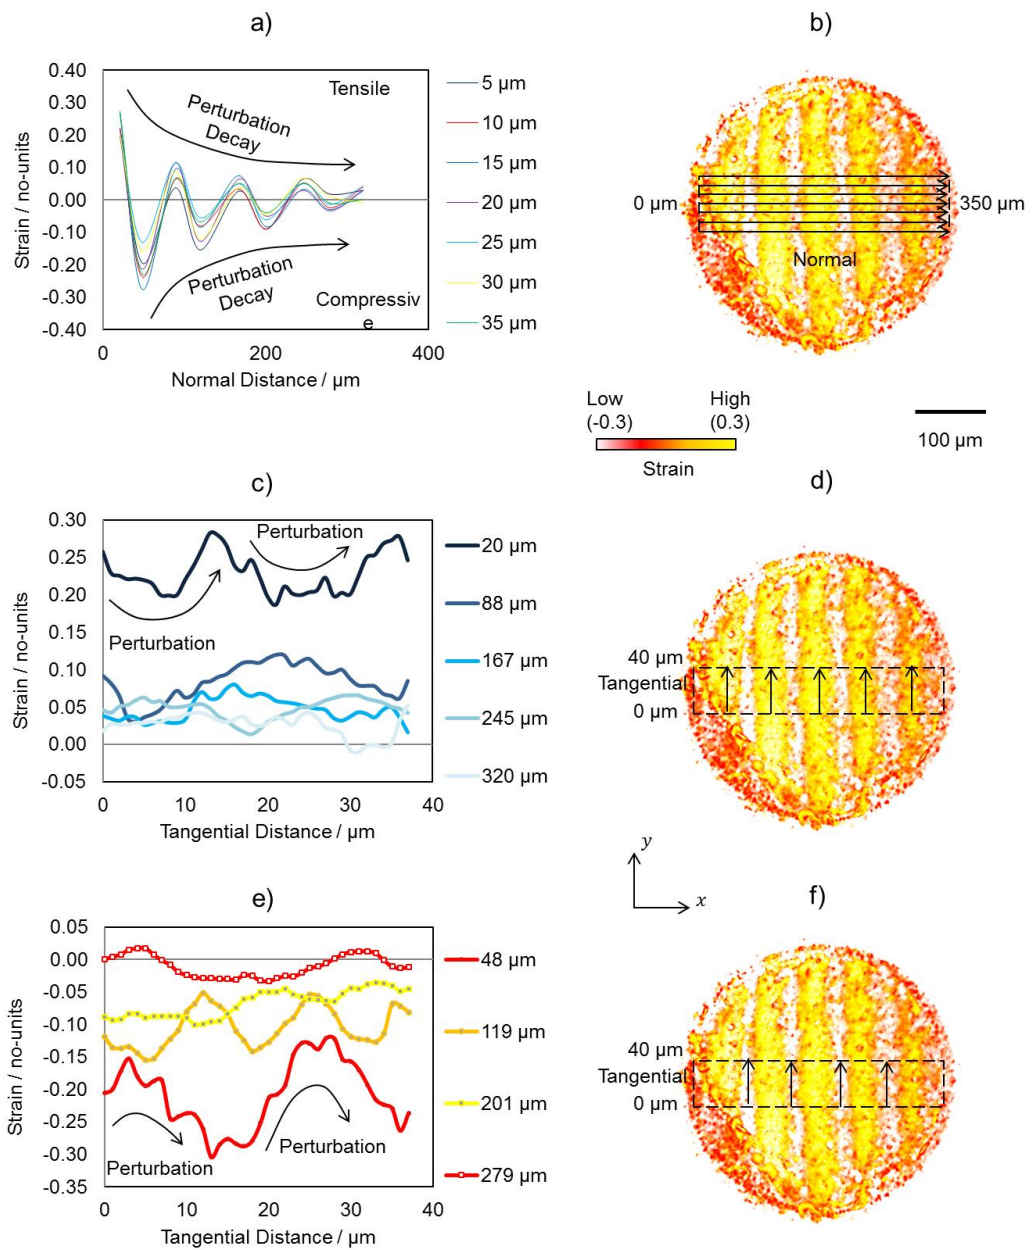 a)
0.40
0.30
0.20
0.10
0.00
-0.10
-0.20
-0.30
-0.40
Strain / no-units
Tensile
Perturbation
Decay
Perturbation
Decay
Compressiv
e
0
200
400
Normal Distance / µm
5 µm
10 µm
15 µm
20 µm
25 µm
30 µm
35 µm
b)
0 µm
350 µm
Normal
Low
(-0.3)
High
(0.3)
Strain
100 µm
c)
0.30
0.25
0.20
0.15
0.10
0.05
0.00
-0.05
Strain / no-units
Perturbation
Perturbation
0
10
20
30
40
Tangential Distance / µm
20 µm
88 µm
167 µm
245 µm
320 µm
d)
40 µm
Tangential
0 µm
y
x
e)
0.05
0.00
-0.05
-0.10
-0.15
-0.20
-0.25
-0.30
-0.35
Strain / no-units
Perturbation
Perturbation
0
10
20
30
40
Tangential Distance / µm
48 µm
119 µm
201 µm
279 µm
f)
40 µm
Tangential
0 µm